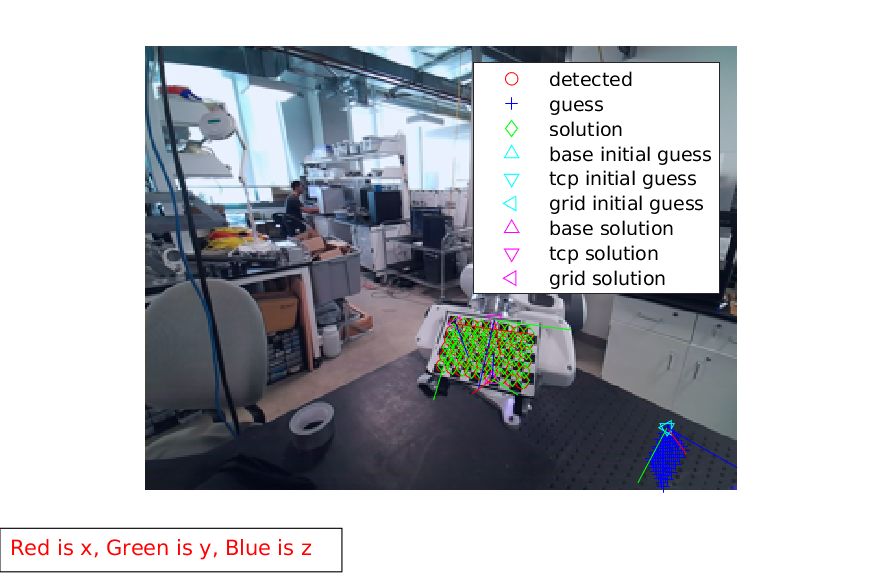 detected
guess
solution
base initial guess
tcp initial guess
grid initial guess
base solution
tcp solution
grid solution
Red is x, Green is y, Blue is z